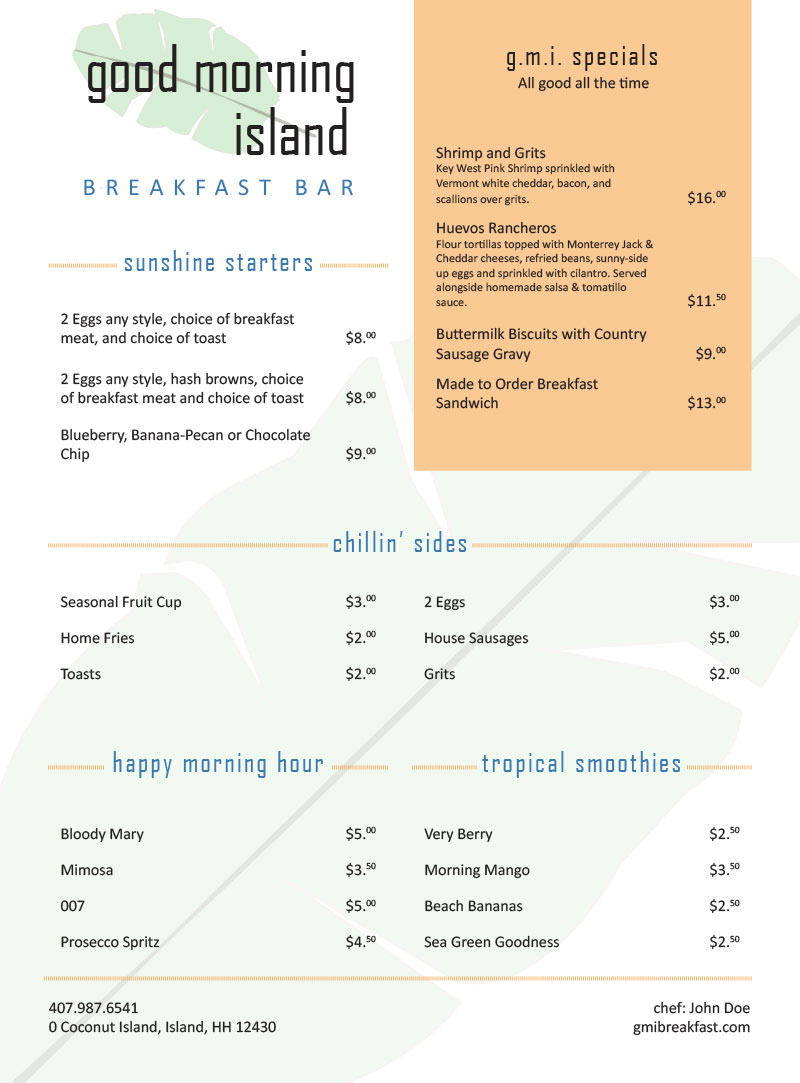 good morning
island
BREAKFAST BAR
sunshine starters
2 Eggs any style, choice of breakfast
meat, and choice of toast $8.00
2 Eggs any style, hash browns, choice
of breakfast meat and choice of toast $8.00
Blueberry, Banana-Pecan or Chocolate
Chip $9.00
g.m.i. specials
All good all the time
Shrimp and Grits
Key West Pink Shrimp sprinkled with
Vermont white cheddar, bacon, and
scallions over grits. $16.00
Huevos Rancheros
Flour tortillas topped with Monterrey Jack &
Cheddar cheeses, refried beans, sunny-side
up eggs and sprinkled with cilantro. Served
alongside homemade salsa & tomatillo
sauce. $11.50
Buttermilk Biscuits with Country
Sausage Gravy $9.00
Made to Order Breakfast
Sandwich $13.00
chillin’ sides
Seasonal Fruit Cup $3.00
Home Fries $2.00
Toasts $2.00
2 Eggs $3.00
House Sausages $5.00
Grits $2.00
happy morning hour
Bloody Mary $5.00
Mimosa $3.50
007 $5.00
Prosecco Spritz $4.50
tropical smoothies
Very Berry $2.50
Morning Mango $3.50
Beach Bananas $2.50
Sea Green Goodness $2.50
407.987.6541
0 Coconut Island, Island, HH 12430
chef: John Doe
gmibreakfast.com